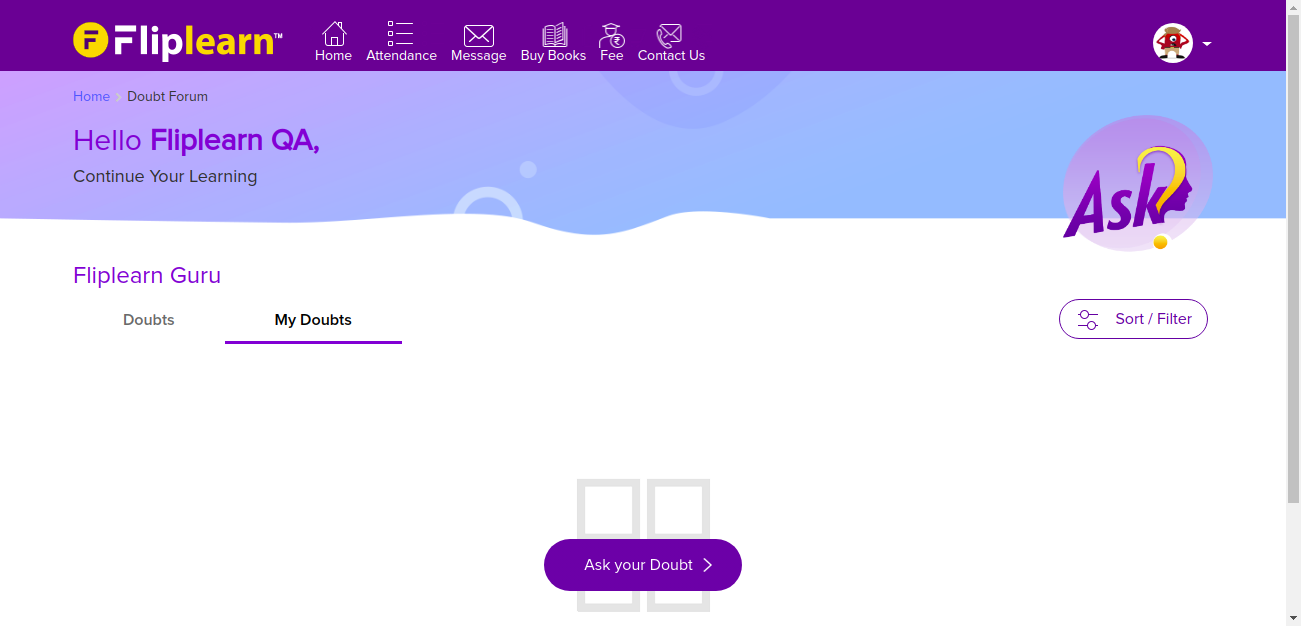 Fliplearn™
Home Attendance Message Buy Books Fee Contact Us
Home Doubt Forum
Hello Fliplearn QA,
Continue Your Learning
Ask?
Fliplearn Guru
Doubts My Doubts Sort / Filter
Ask your Doubt